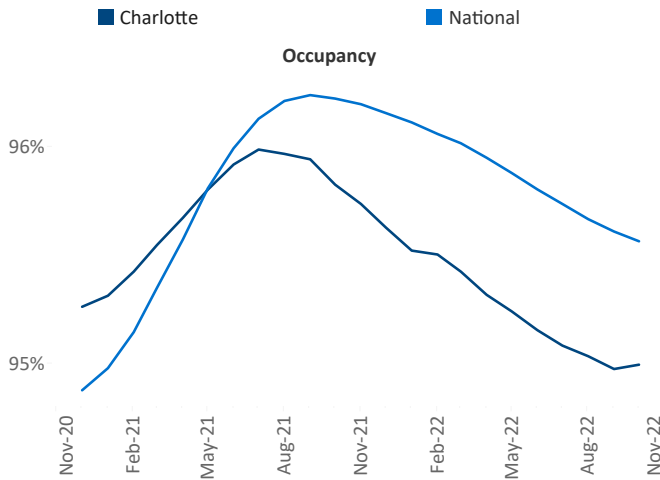 Charlotte National
Occupancy
96%
95%
Nov-20 Feb-21 May-21 Aug-21 Nov-21 Feb-22 May-22 Aug-22 Nov-22